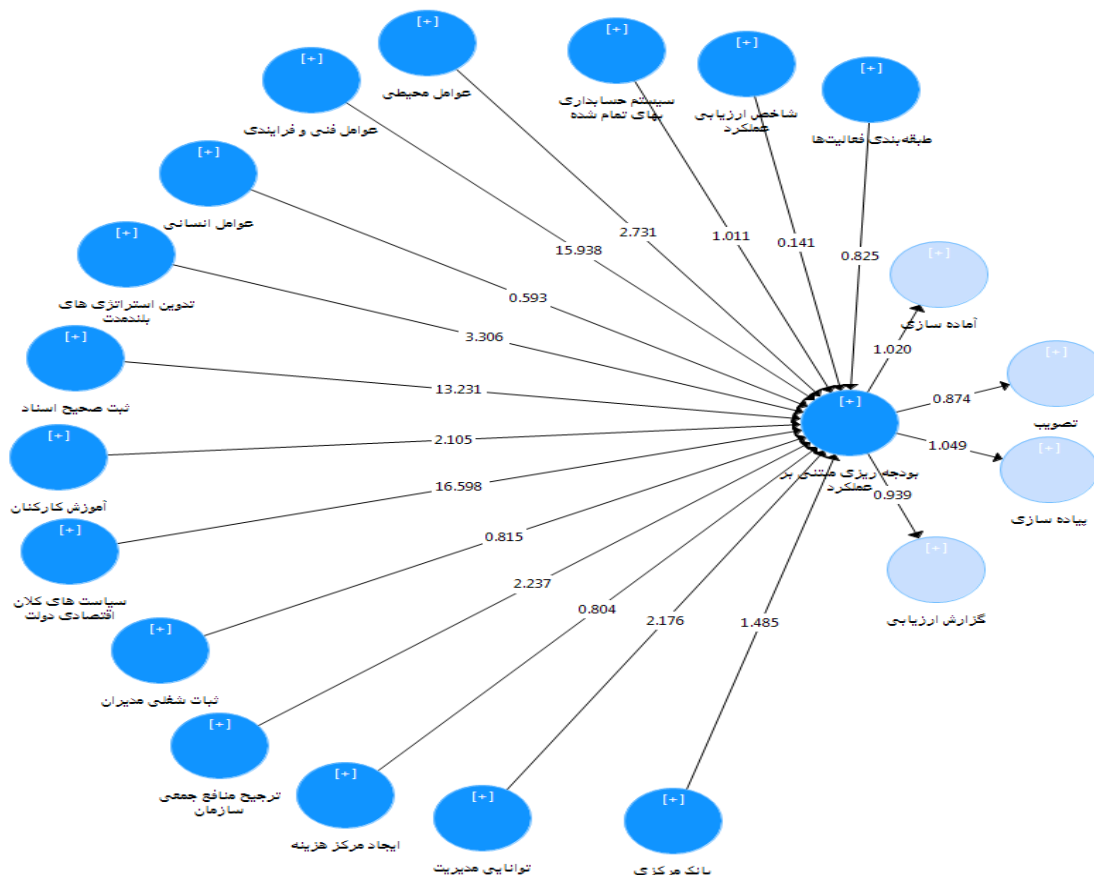 [+]
عوامل محیطی
[+]
سیستم حسابداری
بهای تمام شده
[+]
شاخص ارزیابی
عملکرد
[+]
طبقه‌بندی فعالیت‌ها
[+]
عوامل فنی و فرایندی
[+]
عوامل انسانی
[+]
تدوین استراتژی های
بلندمدت
[+]
ثبت صحیح اسناد
[+]
آموزش کارکنان
[+]
سیاست های کلان
اقتصادی دولت
[+]
ثبات شغلی مدیران
[+]
ترجیح منافع جمعی
سازمان
[+]
ایجاد مرکز هزینه
[+]
توانایی مدیریت
[+]
بانک مرکزی
2.731
1.011
0.141
0.825
15.938
0.593
3.306
13.231
2.105
16.598
0.815
2.237
0.804
2.176
1.485
[+]
بودجه ریزی مبتنی بر
عملکرد
1.020
0.874
1.049
0.939
[+]
آماده سازی
[+]
تصویب
[+]
پیاده سازی
[+]
گزارش ارزیابی